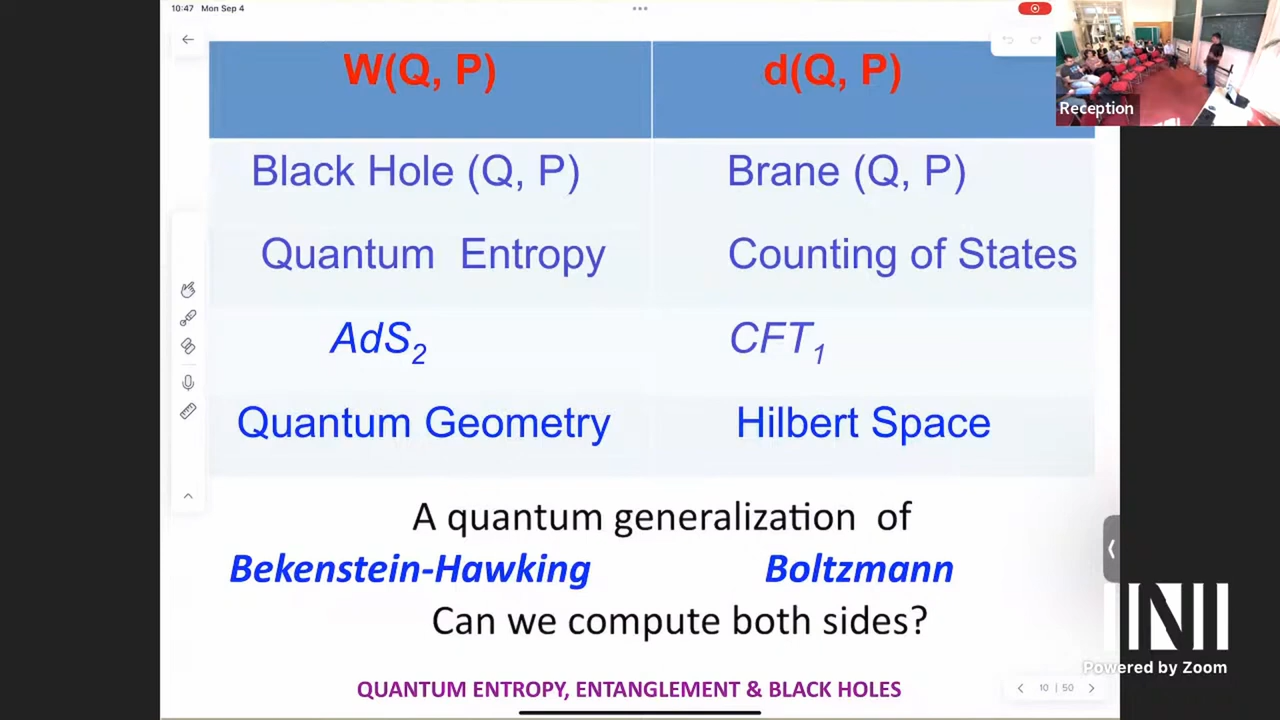 10:47 Mon Sep 4
W(Q, P) d(Q, P)
Black Hole (Q, P) Brane (Q, P)
Quantum Entropy Counting of States
AdS2 CFT1
Quantum Geometry Hilbert Space
A quantum generalization of
Bekenstein-Hawking Boltzmann
Can we compute both sides?
QUANTUM ENTROPY, ENTANGLEMENT & BLACK HOLES
10 | 50
Reception
INI
Powered by Zoom